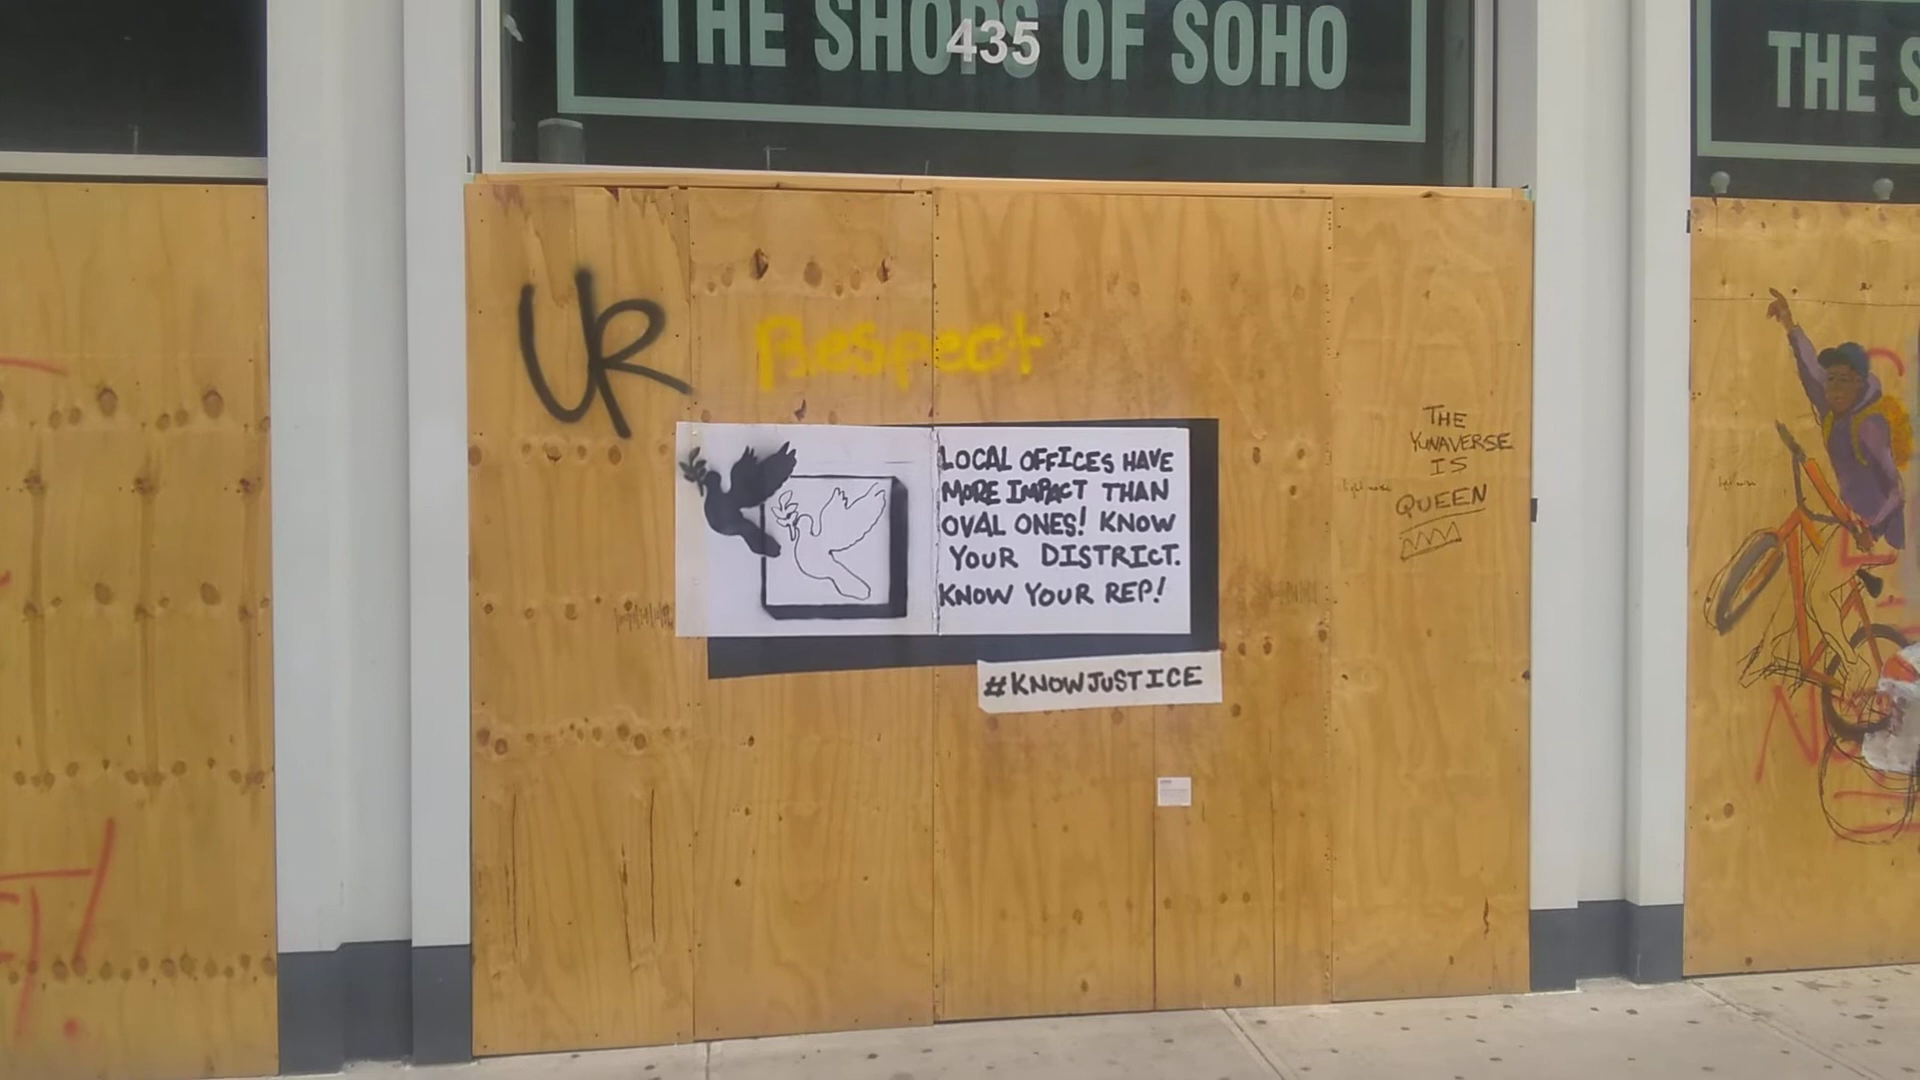 THE SHOPS OF SOHO
435
THE S
UR
Respect
LOCAL OFFICES HAVE
MORE IMPACT THAN
OVAL ONES! KNOW
YOUR DISTRICT.
KNOW YOUR REP!
#KNOWJUSTICE
THE
YUNAVERSE
IS
QUEEN